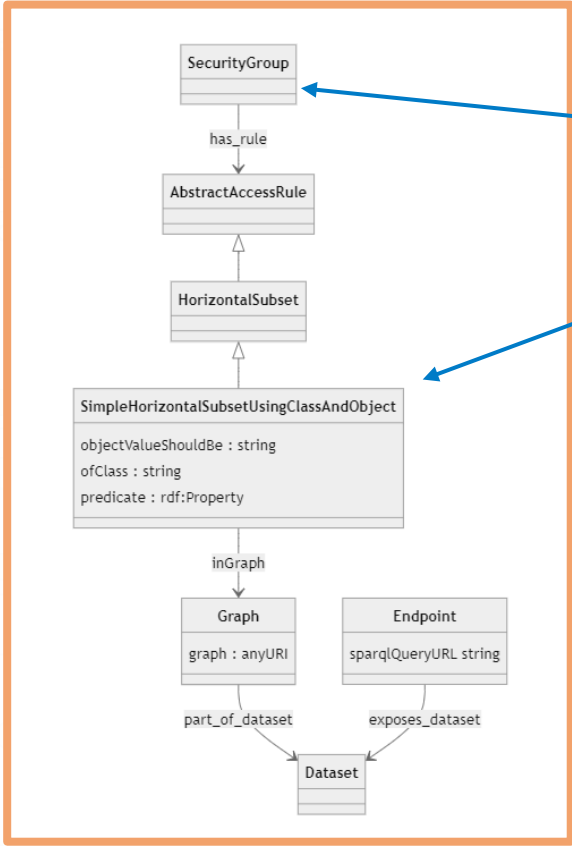 SecurityGroup
has_rule
AbstractAccessRule
HorizontalSubset
SimpleHorizontalSubsetUsingClassAndObject
objectValueShouldBe : string
ofClass : string
predicate : rdf:Property
inGraph
Graph
graph : anyURI
Endpoint
sparqlQueryURL string
part_of_dataset
exposes_dataset
Dataset